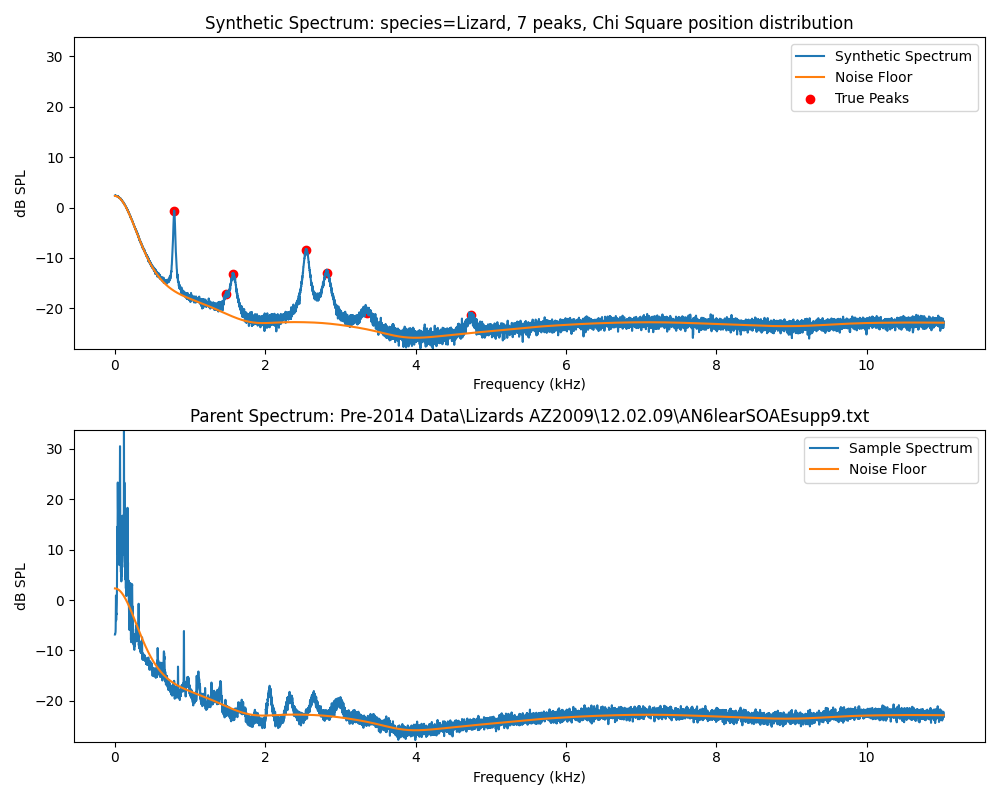 Synthetic Spectrum: species=Lizard, 7 peaks, Chi Square position distribution
30
20
10
0
−10
−20
dB SPL
Synthetic Spectrum
Noise Floor
True Peaks
0 2 4 6 8 10
Frequency (kHz)
Parent Spectrum: Pre-2014 Data\Lizards AZ2009\12.02.09\AN6learSOAEsupp9.txt
30
20
10
0
−10
−20
dB SPL
Sample Spectrum
Noise Floor
0 2 4 6 8 10
Frequency (kHz)